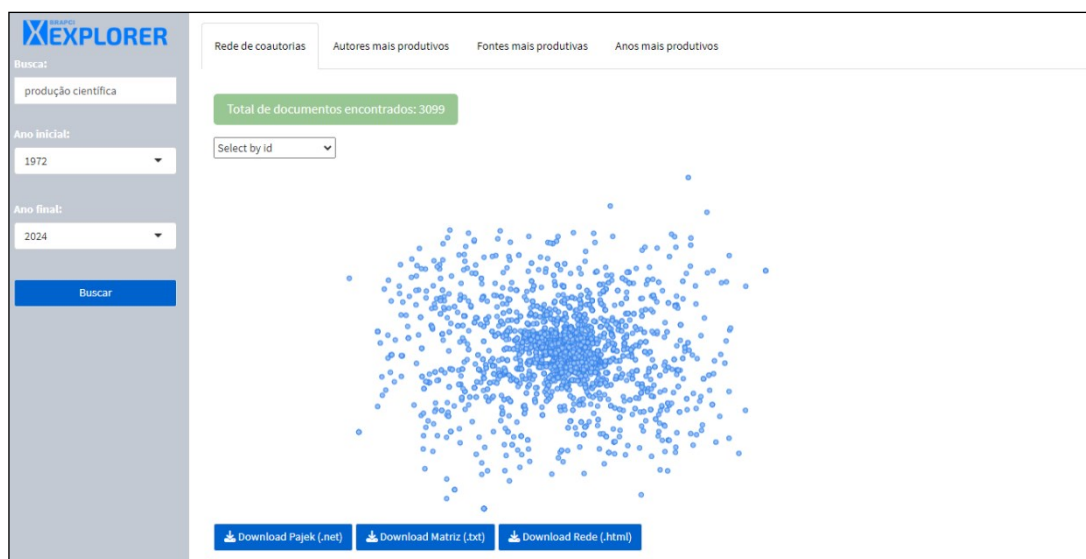 BRAPCI
EXPLORER
Busca:
produção científica
Ano inicial:
1972
Ano final:
2024
Buscar
Rede de coautorias
Autores mais produtivos
Fontes mais produtivas
Anos mais produtivos
Total de documentos encontrados: 3099
Select by id
Download Pajek (.net)
Download Matriz (.txt)
Download Rede (.html)